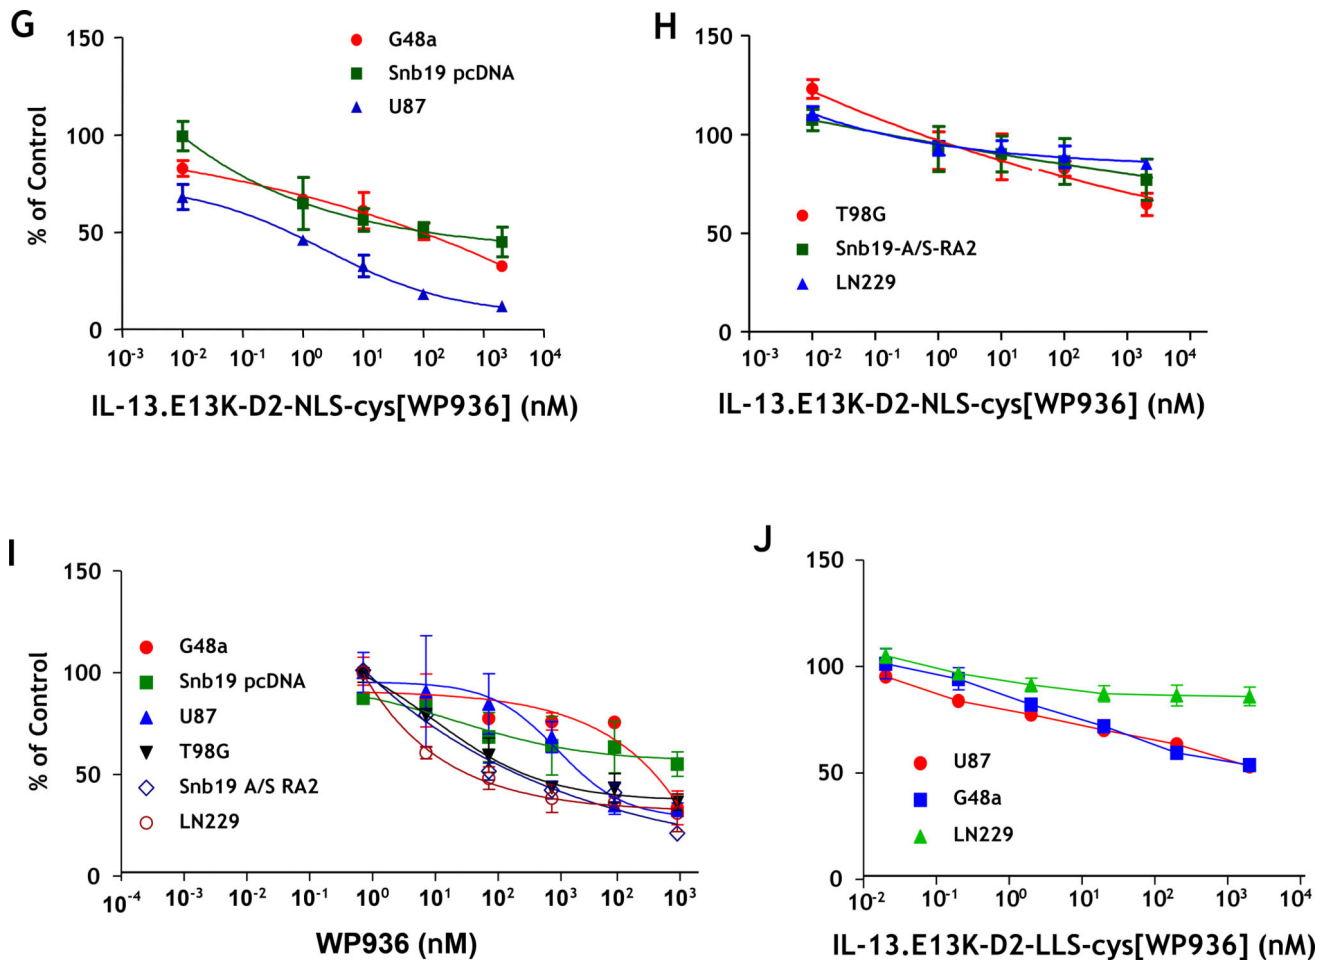 G
150
100
50
0
% of Control
G48a
Snb19 pcDNA
U87
10-3 10-2 10-1 100 101 102 103 104
IL-13.E13K-D2-NLS-cys[WP936] (nM)
H
150
100
50
0
T98G
Snb19-A/S-RA2
LN229
10-3 10-2 10-1 100 101 102 103 104
IL-13.E13K-D2-NLS-cys[WP936] (nM)
I
150
100
50
0
% of Control
G48a
Snb19 pcDNA
U87
T98G
Snb19 A/S RA2
LN229
10-4 10-2 10-1 100 101 102 103 102 103
WP936 (nM)
J
150
100
50
0
U87
G48a
LN229
10-2 10-1 100 101 102 103 104
IL-13.E13K-D2-LLS-cys[WP936] (nM)